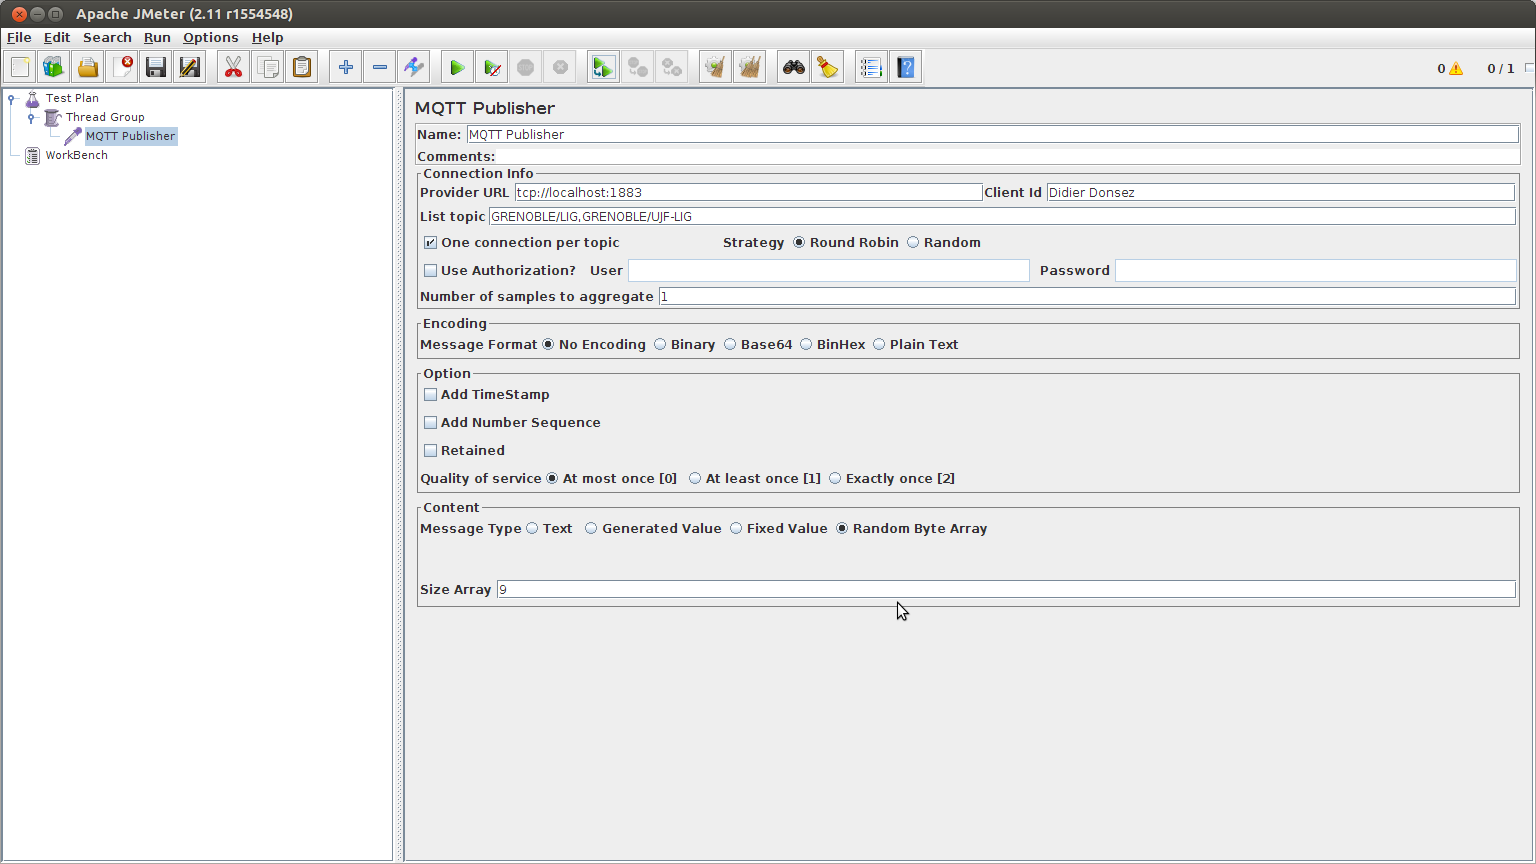 Apache JMeter (2.11 r1554548)
File Edit Search Run Options Help
0 0 / 1
Test Plan
Thread Group
MQTT Publisher
WorkBench
MQTT Publisher
Name: MQTT Publisher
Comments:
Connection Info
Provider URL tcp://localhost:1883 Client Id Didier Donsez
List topic GRENOBLE/LIG,GRENOBLE/UJF-LIG
One connection per topic Strategy Round Robin Random
Use Authorization? User Password
Number of samples to aggregate 1
Encoding
Message Format No Encoding Binary Base64 BinHex Plain Text
Option
Add TimeStamp
Add Number Sequence
Retained
Quality of service At most once [0] At least once [1] Exactly once [2]
Content
Message Type Text Generated Value Fixed Value Random Byte Array
Size Array 9